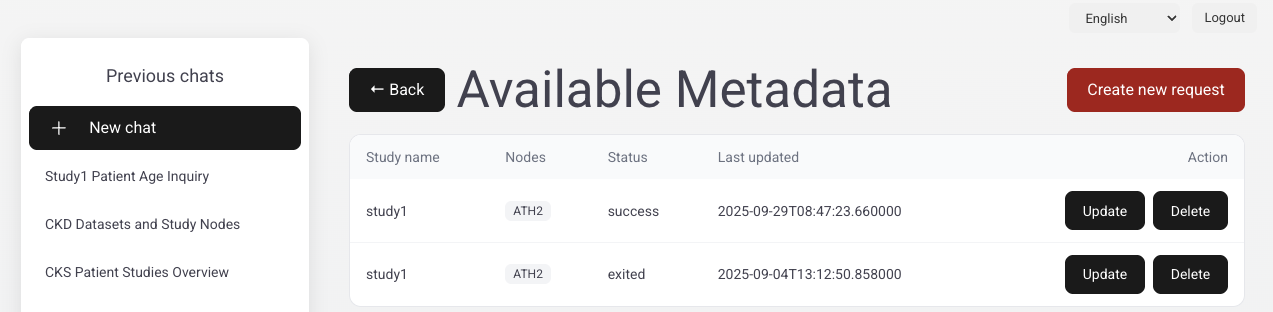 English Logout
Previous chats
+ New chat
Study1 Patient Age Inquiry
CKD Datasets and Study Nodes
CKS Patient Studies Overview
← Back Available Metadata Create new request
Study name Nodes Status Last updated Action
study1 ATH2 success 2025-09-29T08:47:23.660000 Update Delete
study1 ATH2 exited 2025-09-04T13:12:50.858000 Update Delete